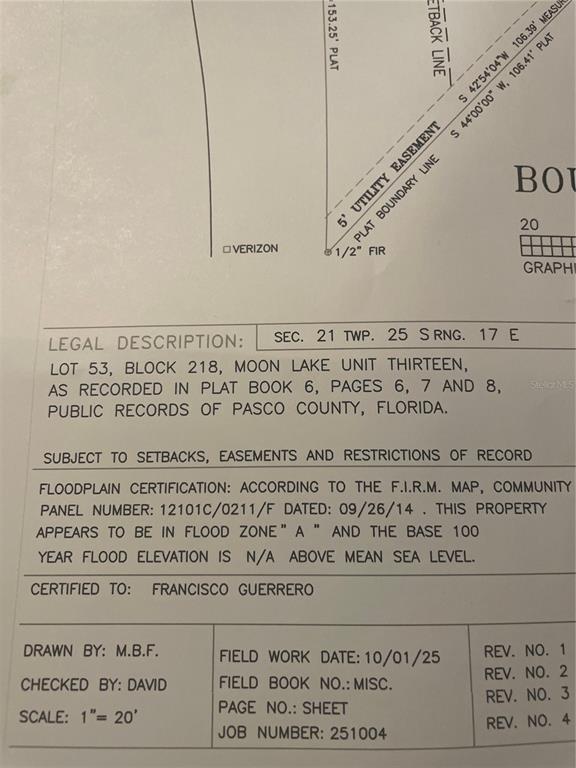 153.25' PLAT
ETBACK LINE
S 42°54'04"W 106.39' MEASUR
S 44°00'00" W, 106.41' PLAT
5' UTILITY EASEMENT
PLAT BOUNDARY LINE
BOU
20
GRAPHI
VERIZON
1/2" FIR
LEGAL DESCRIPTION:
SEC. 21 TWP. 25 S RNG. 17 E
LOT 53, BLOCK 218, MOON LAKE UNIT THIRTEEN,
AS RECORDED IN PLAT BOOK 6, PAGES 6, 7 AND 8,
PUBLIC RECORDS OF PASCO COUNTY, FLORIDA.
StellarMLS
SUBJECT TO SETBACKS, EASEMENTS AND RESTRICTIONS OF RECORD
FLOODPLAIN CERTIFICATION: ACCORDING TO THE F.I.R.M. MAP, COMMUNITY
PANEL NUMBER: 12101C/0211/F DATED: 09/26/14 . THIS PROPERTY
APPEARS TO BE IN FLOOD ZONE" A " AND THE BASE 100
YEAR FLOOD ELEVATION IS N/A ABOVE MEAN SEA LEVEL.
CERTIFIED TO: FRANCISCO GUERRERO
DRAWN BY: M.B.F.
CHECKED BY: DAVID
SCALE: 1"= 20'
FIELD WORK DATE: 10/01/25
FIELD BOOK NO.: MISC.
PAGE NO.: SHEET
JOB NUMBER: 251004
REV. NO. 1
REV. NO. 2
REV. NO. 3
REV. NO. 4